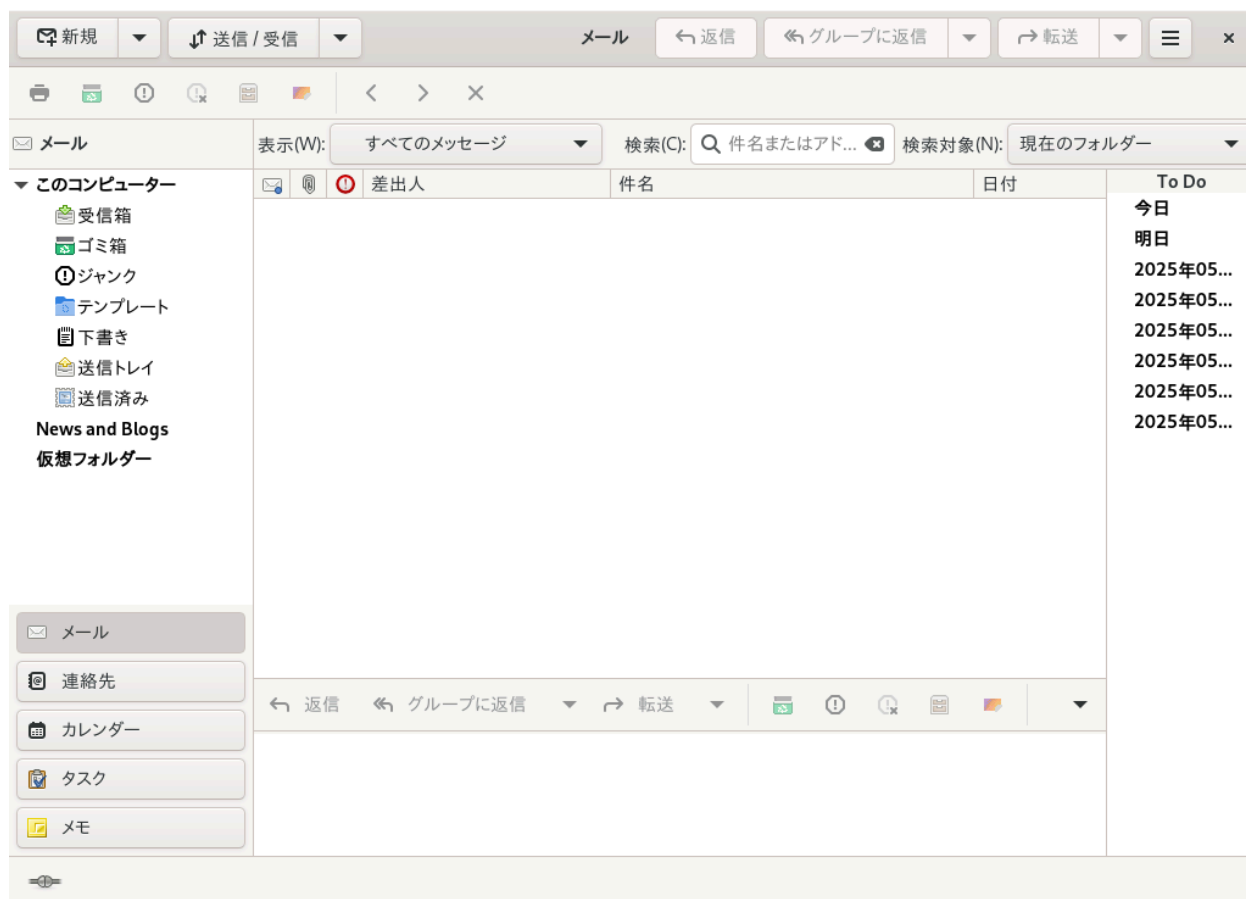 新規 送信 / 受信 メール 返信 グループに返信 転送
メール 表示(W): すべてのメッセージ 検索(C): 件名またはアド... 検索対象(N): 現在のフォルダー
差出人 件名 日付 To Do
このコンピューター
受信箱
ゴミ箱
ジャンク
テンプレート
下書き
送信トレイ
送信済み
News and Blogs
仮想フォルダー
今日
明日
2025年05...
2025年05...
2025年05...
2025年05...
2025年05...
2025年05...
メール
連絡先
カレンダー
タスク
メモ
返信 グループに返信 転送